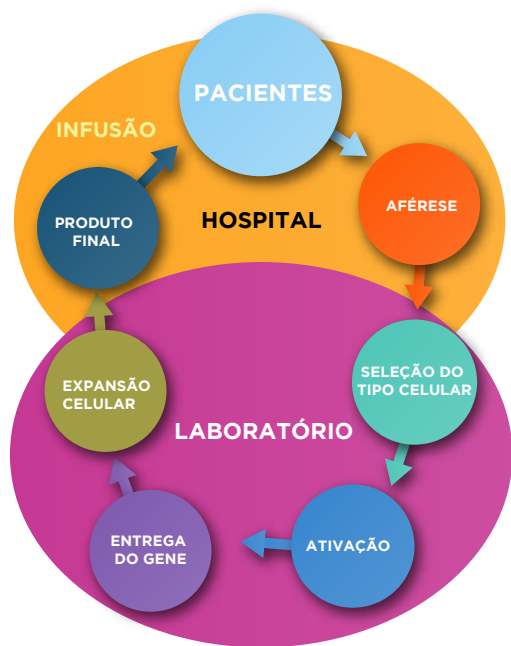 PACIENTES
INFUSÃO
AFÉRESE
HOSPITAL
PRODUTO
FINAL
SELEÇÃO DO
TIPO CELULAR
EXPANSÃO
CELULAR
LABORATÓRIO
ENTREGA
DO GENE
ATIVAÇÃO